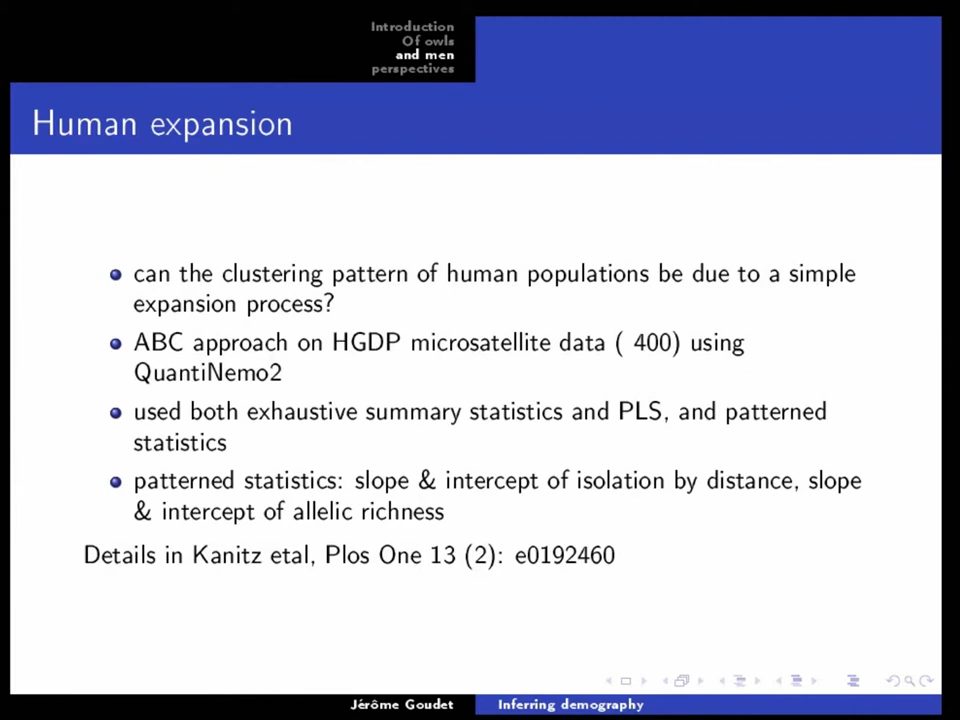 Introduction
Of owls
and men
perspectives
Human expansion
can the clustering pattern of human populations be due to a simple
expansion process?
ABC approach on HGDP microsatellite data ( 400) using
QuantiNemo2
used both exhaustive summary statistics and PLS, and patterned
statistics
patterned statistics: slope & intercept of isolation by distance, slope
& intercept of allelic richness
Details in Kanitz etal, Plos One 13 (2): e0192460
Jérôme Goudet
Inferring demography